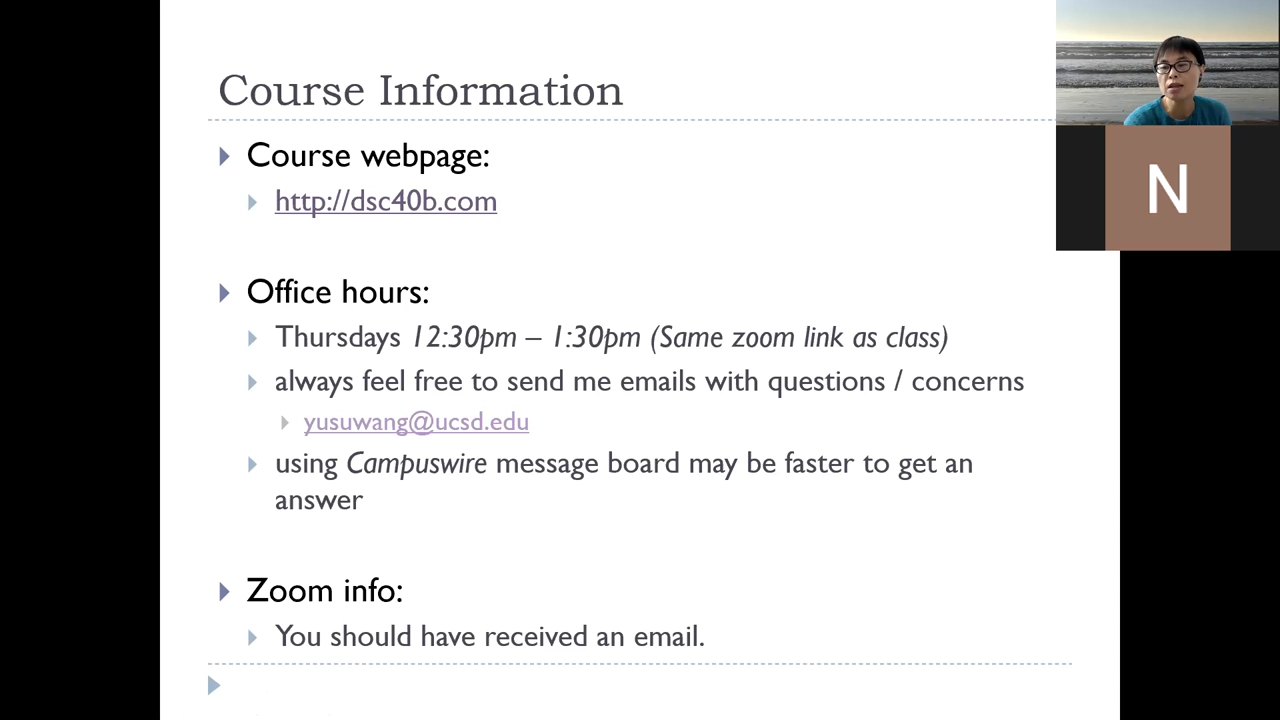 Course Information
Course webpage:
http://dsc40b.com
Office hours:
Thursdays 12:30pm – 1:30pm (Same zoom link as class)
always feel free to send me emails with questions / concerns
yusuwang@ucsd.edu
using Campuswire message board may be faster to get an
answer
Zoom info:
You should have received an email.
N